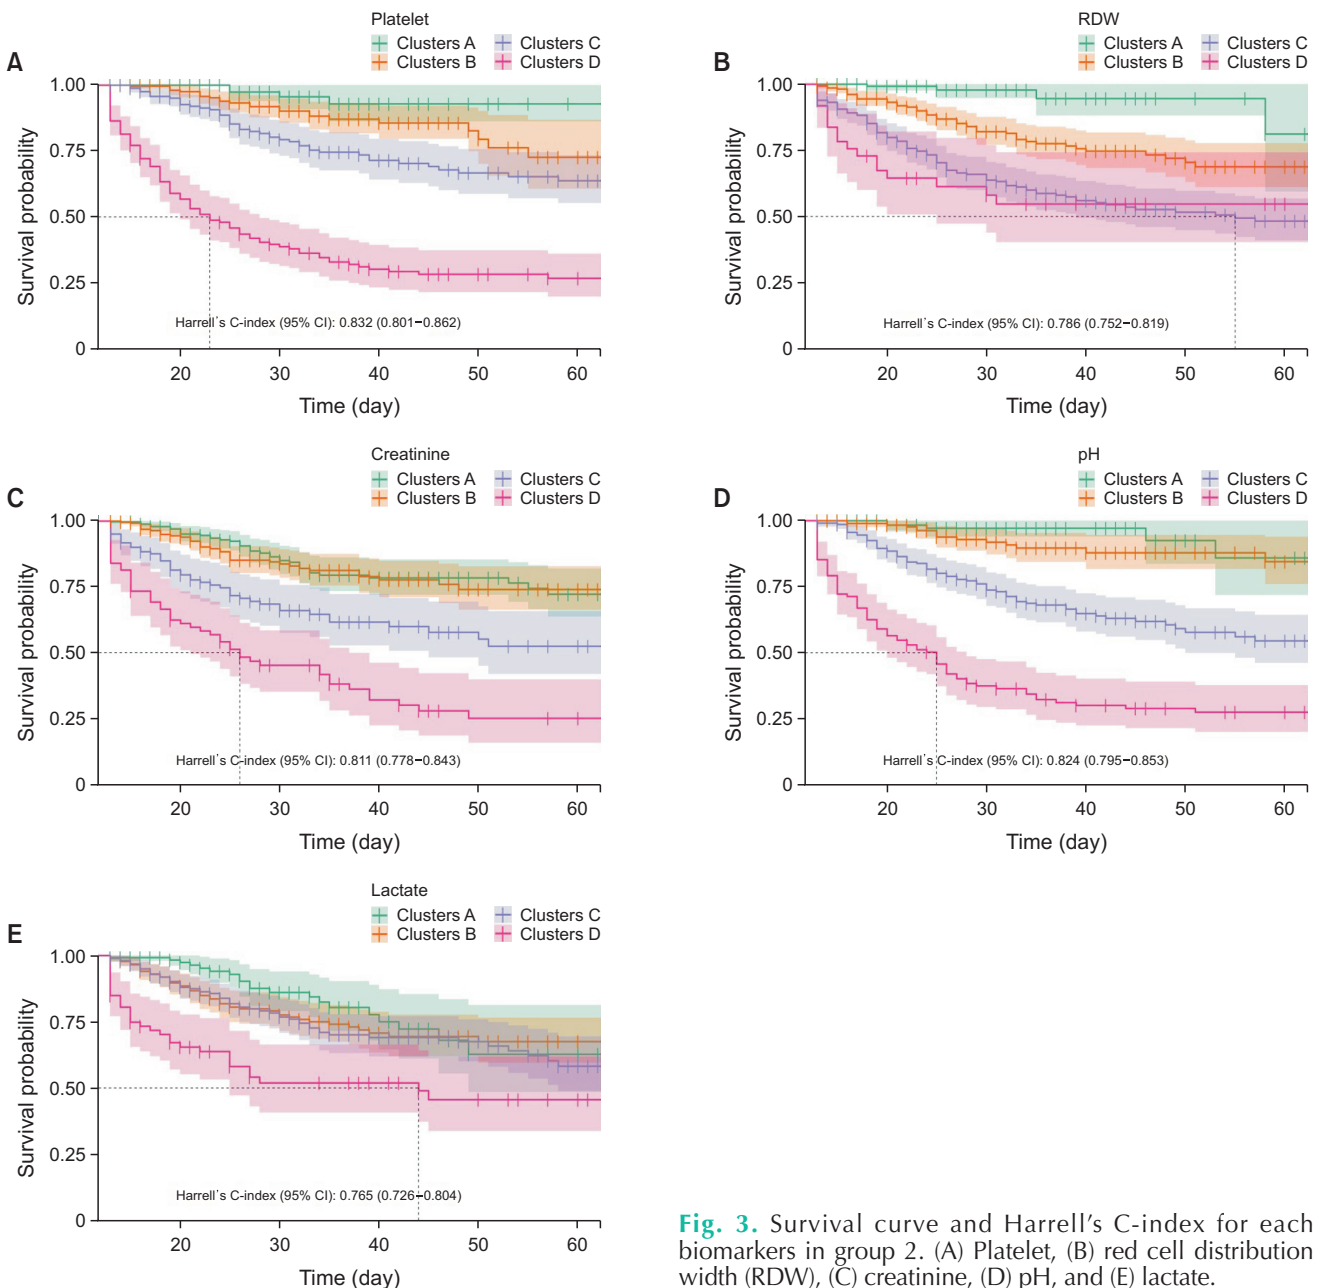 Platelet
Clusters A Clusters C
Clusters B Clusters D
A
1.00
0.75
0.50
0.25
0
Survival probability
Harrell's C-index (95% CI): 0.832 (0.801–0.862)
20 30 40 50 60
Time (day)
RDW
Clusters A Clusters C
Clusters B Clusters D
B
1.00
0.75
0.50
0.25
0
Survival probability
Harrell's C-index (95% CI): 0.786 (0.752–0.819)
20 30 40 50 60
Time (day)
Creatinine
Clusters A Clusters C
Clusters B Clusters D
C
1.00
0.75
0.50
0.25
0
Survival probability
Harrell's C-index (95% CI): 0.811 (0.778–0.843)
20 30 40 50 60
Time (day)
pH
Clusters A Clusters C
Clusters B Clusters D
D
1.00
0.75
0.50
0.25
0
Survival probability
Harrell's C-index (95% CI): 0.824 (0.795–0.853)
20 30 40 50 60
Time (day)
Lactate
Clusters A Clusters C
Clusters B Clusters D
E
1.00
0.75
0.50
0.25
0
Survival probability
Harrell's C-index (95% CI): 0.765 (0.726–0.804)
20 30 40 50 60
Time (day)
Fig. 3. Survival curve and Harrell's C-index for each
biomarkers in group 2. (A) Platelet, (B) red cell distribution
width (RDW), (C) creatinine, (D) pH, and (E) lactate.